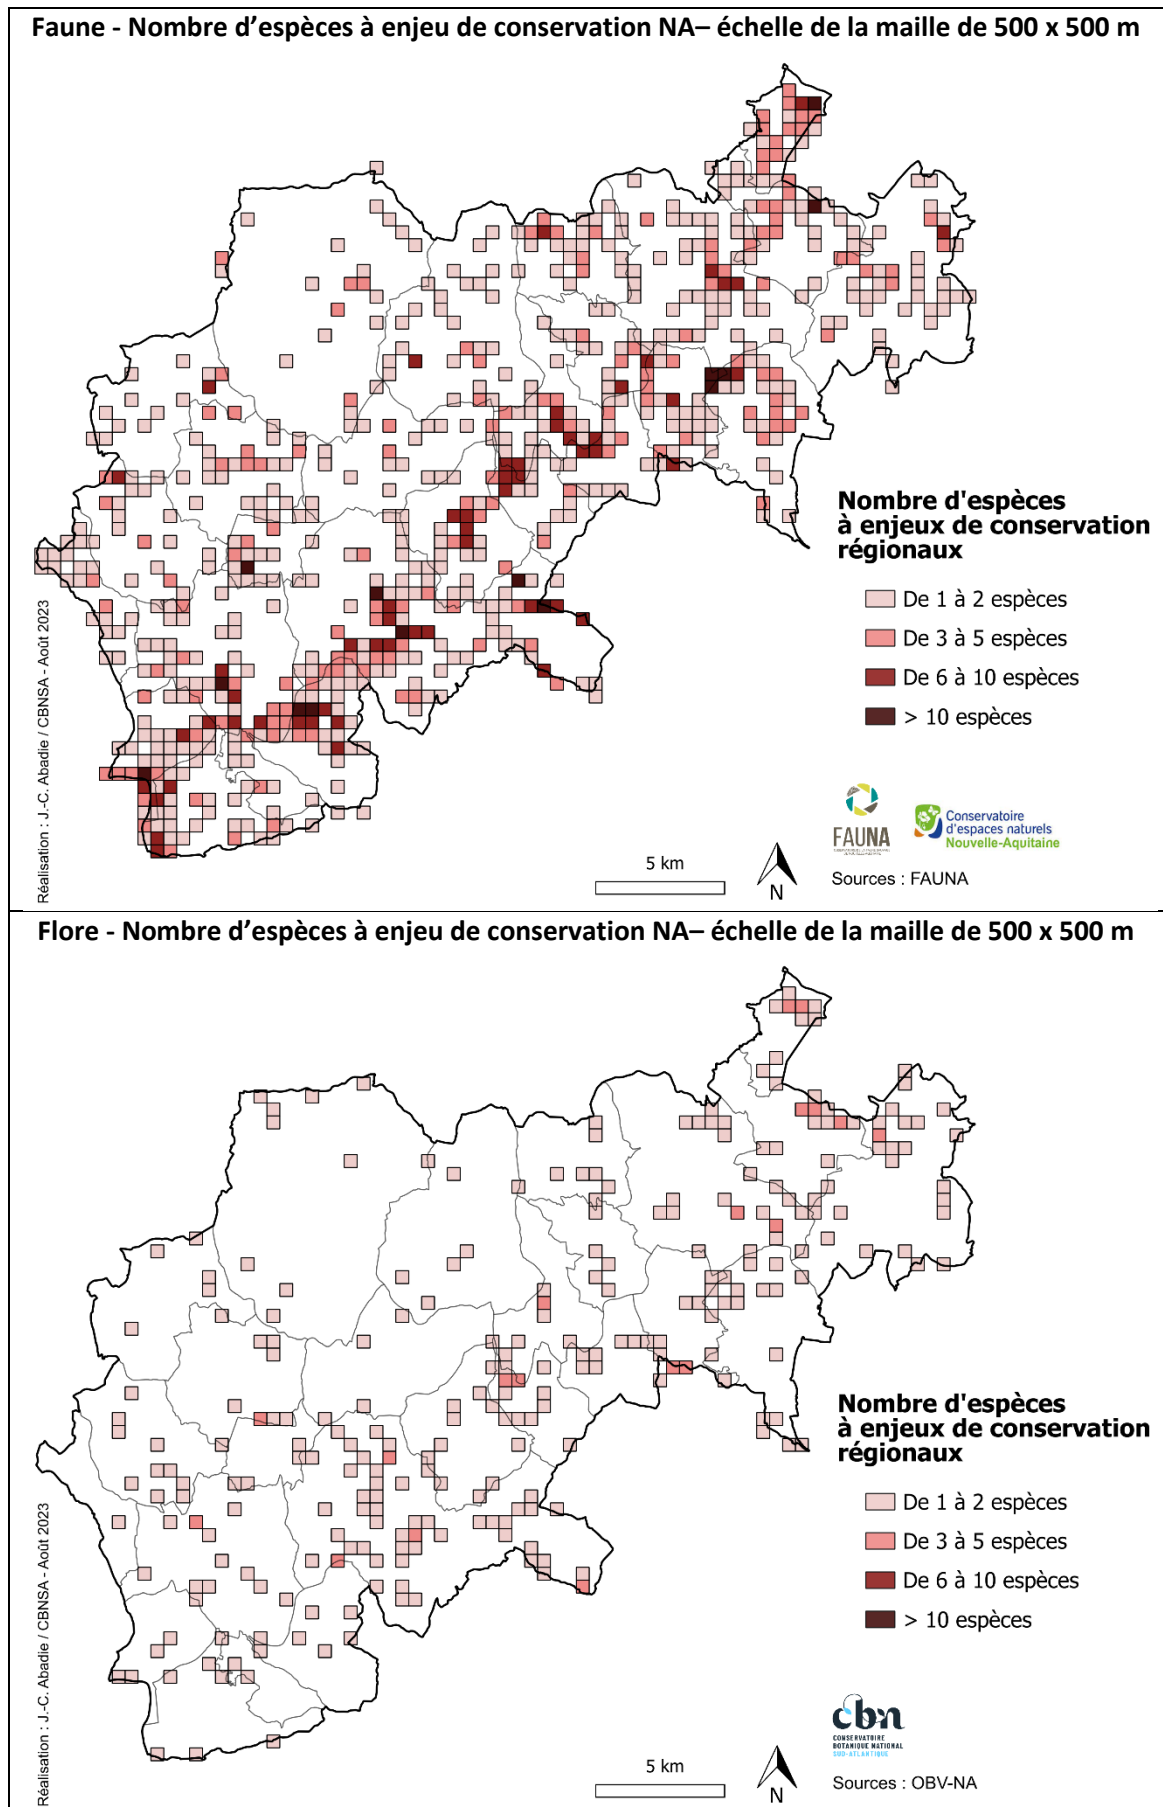 Faune - Nombre d’espèces à enjeu de conservation NA– échelle de la maille de 500 x 500 m
Nombre d'espèces
à enjeux de conservation
régionaux
De 1 à 2 espèces
De 3 à 5 espèces
De 6 à 10 espèces
> 10 espèces
Réalisation : J.-C. Abadie / CBNSA - Août 2023
5 km
N
FAUNA
Conservatoire
d'espaces naturels
Nouvelle-Aquitaine
Sources : FAUNA
Flore - Nombre d’espèces à enjeu de conservation NA– échelle de la maille de 500 x 500 m
Nombre d'espèces
à enjeux de conservation
régionaux
De 1 à 2 espèces
De 3 à 5 espèces
De 6 à 10 espèces
> 10 espèces
Réalisation : J.-C. Abadie / CBNSA - Août 2023
5 km
N
cbn
CONSERVATOIRE
BOTANIQUE NATIONAL
SUD-ATLANTIQUE
Sources : OBV-NA